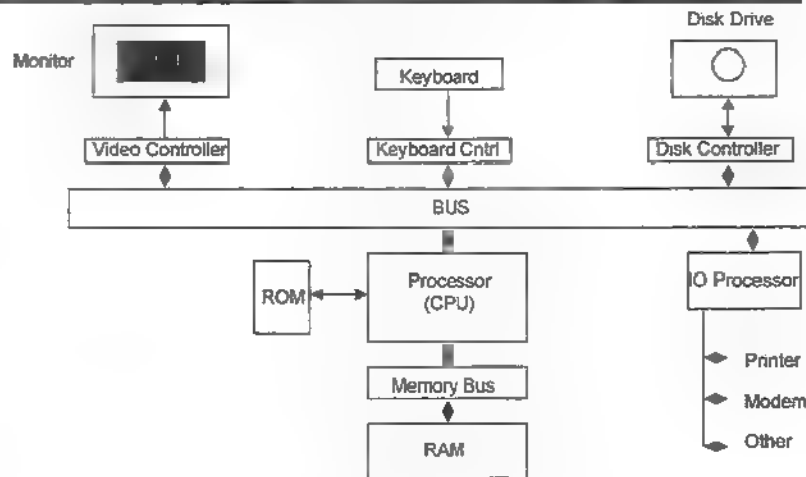 Disk Drive
Monitor
Keyboard
Video Controller
Keyboard Cntrl
Disk Controller
BUS
ROM
Processor
(CPU)
IO Processor
Memory Bus
RAM
Printer
Modem
Other